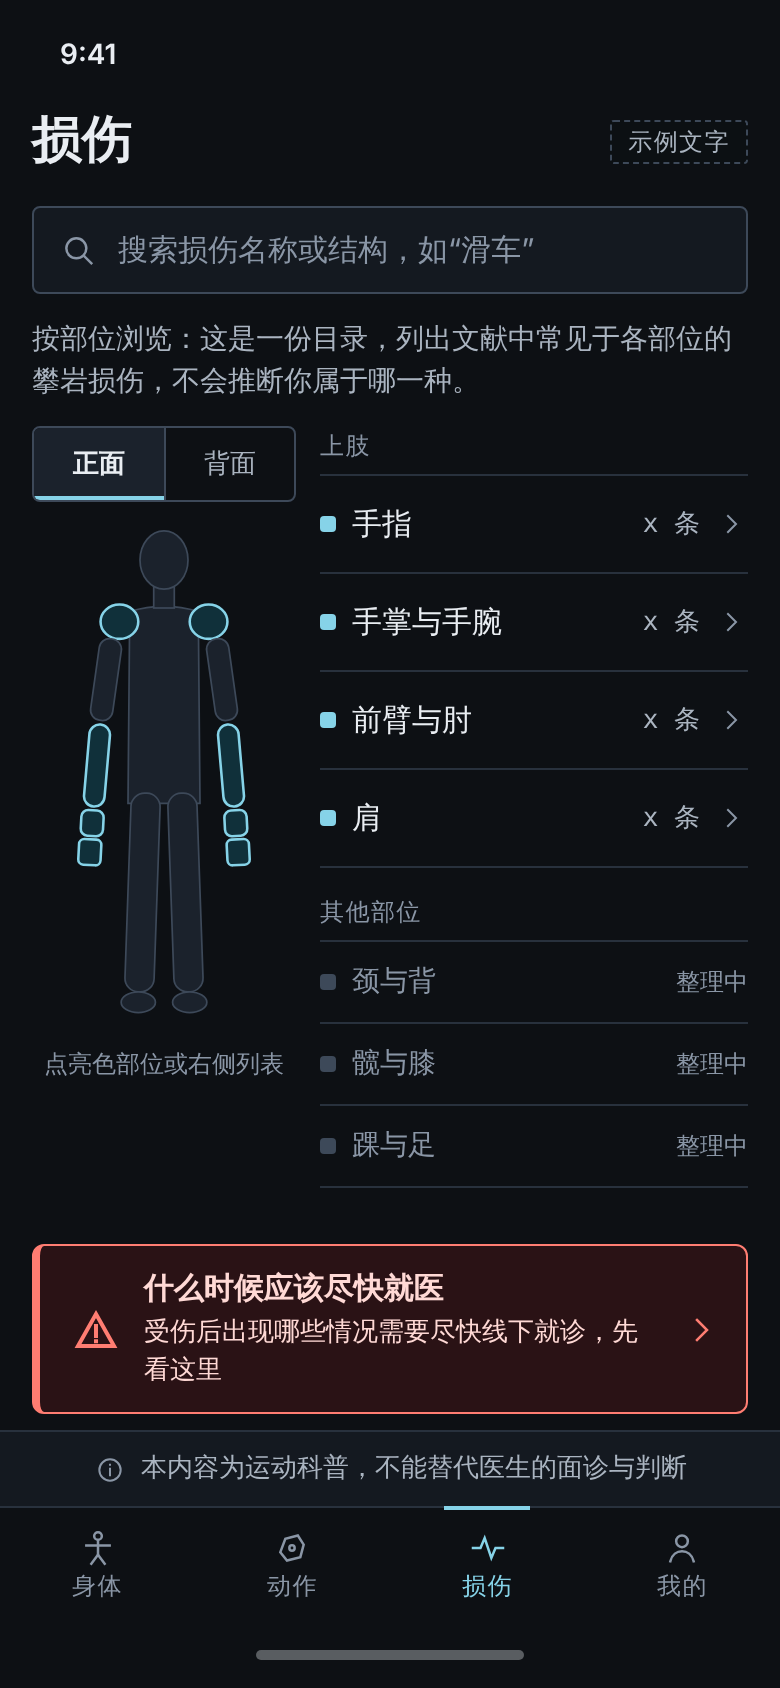 9:41
损伤
示例文字
搜索损伤名称或结构，如“滑车”
按部位浏览：这是一份目录，列出文献中常见于各部位的
攀岩损伤，不会推断你属于哪一种。
正面
背面
上肢
手指 x 条
手掌与手腕 x 条
前臂与肘 x 条
肩 x 条
其他部位
颈与背 整理中
髋与膝 整理中
踝与足 整理中
点亮色部位或右侧列表
什么时候应该尽快就医
受伤后出现哪些情况需要尽快线下就诊，先
看这里
本内容为运动科普，不能替代医生的面诊与判断
身体
动作
损伤
我的